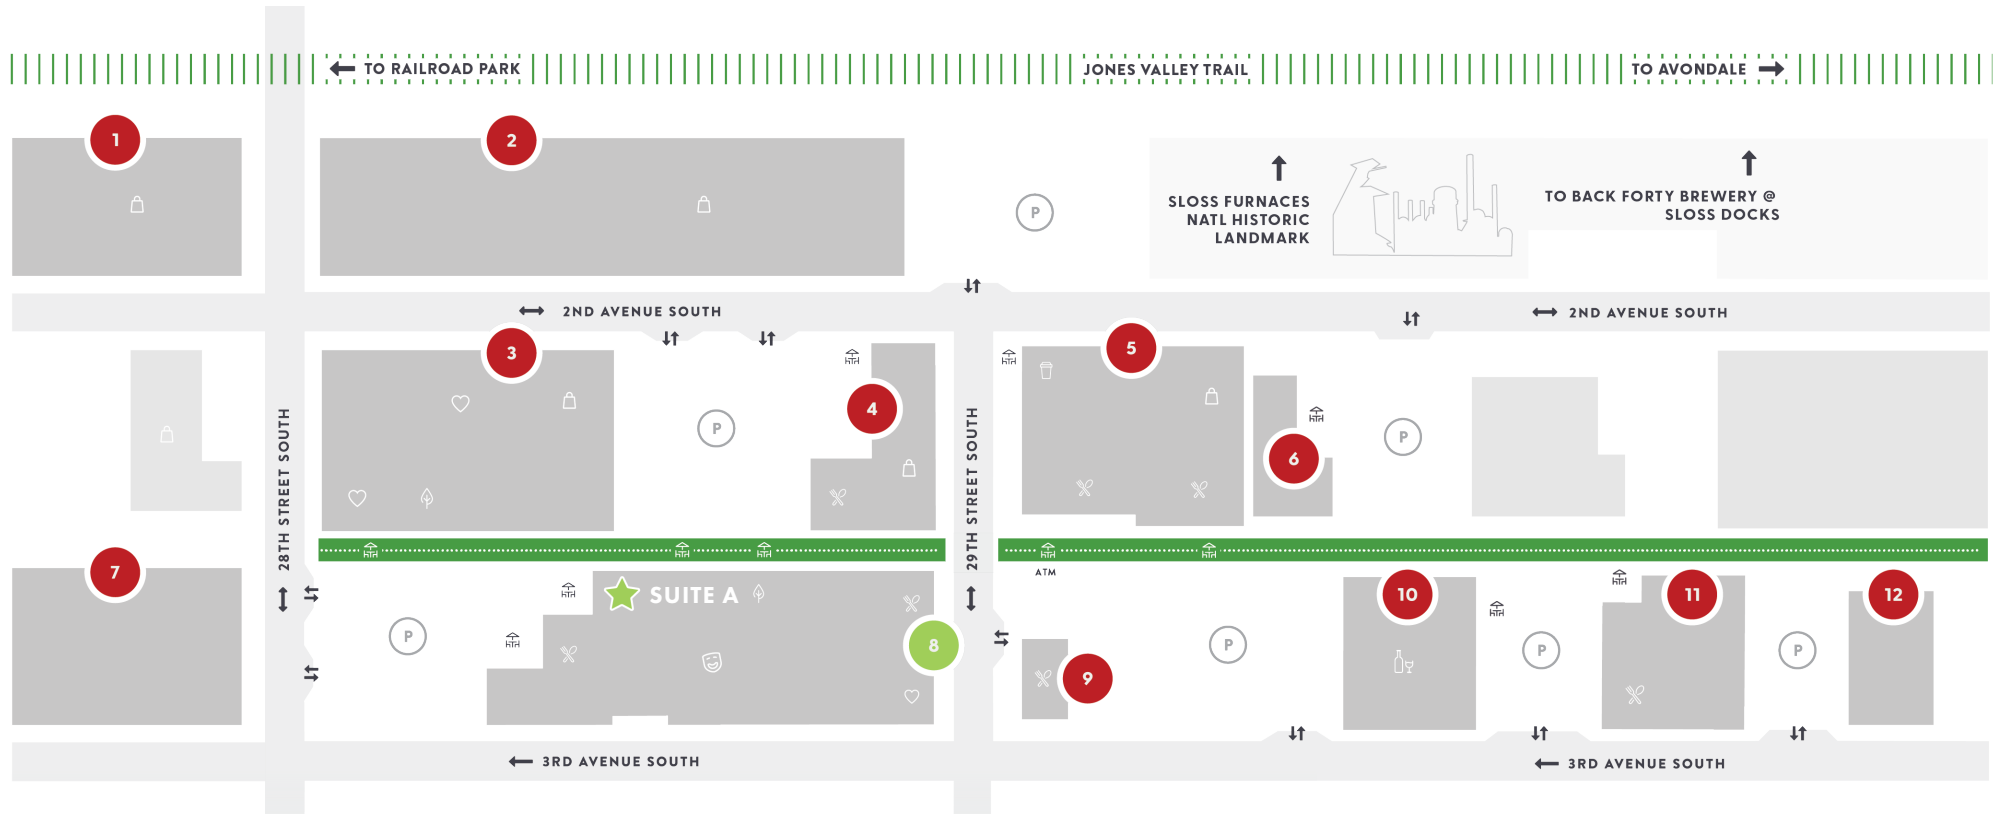 TO RAILROAD PARK
JONES VALLEY TRAIL
TO AVONDALE
1
2
P
SLOSS FURNACES
NATL HISTORIC
LANDMARK
TO BACK FORTY BREWERY @
SLOSS DOCKS
2ND AVENUE SOUTH
2ND AVENUE SOUTH
3
4
5
6
P
P
28TH STREET SOUTH
29TH STREET SOUTH
7
ATM
SUITE A
8
9
10
11
12
P
P
P
P
3RD AVENUE SOUTH
3RD AVENUE SOUTH